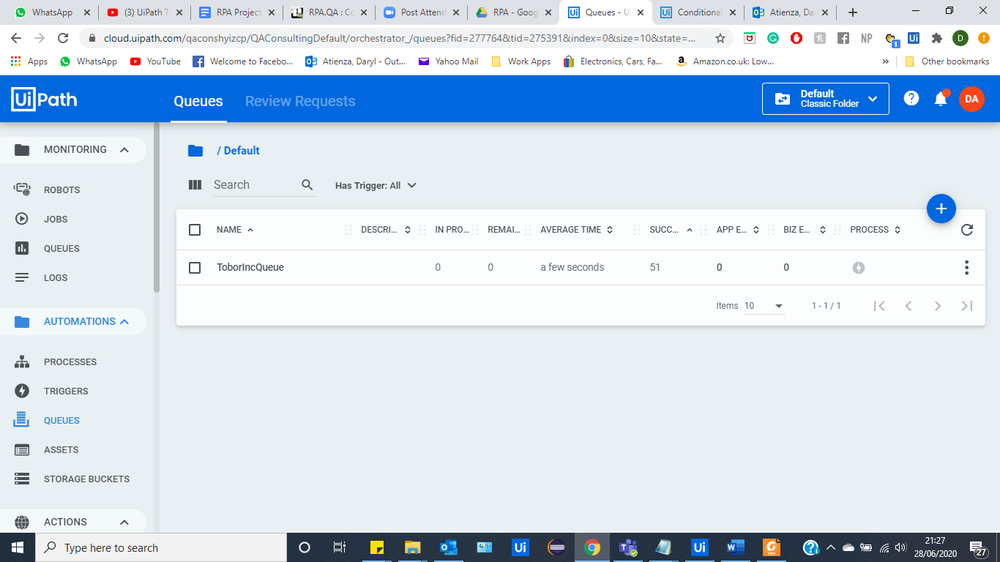 WhatsApp
(3) UiPath T
RPA Project
RPA.QA : Co
Post Attend
RPA - Goog
Queues - U
Conditional
Atienza, Da
cloud.uipath.com/qaconshyizcp/QAConsultingDefault/orchestrator_/queues?fid=277764&tid=275391&index=0&size=10&state=...
Apps
WhatsApp
YouTube
Welcome to Facebo...
Atienza, Daryl - Out...
Yahoo Mail
Work Apps
Electronics, Cars, Fa...
Amazon.co.uk: Low...
Other bookmarks
UiPath
Queues
Review Requests
Default
Classic Folder
DA
MONITORING
ROBOTS
JOBS
QUEUES
LOGS
AUTOMATIONS
PROCESSES
TRIGGERS
QUEUES
ASSETS
STORAGE BUCKETS
ACTIONS
/ Default
Search
Has Trigger: All
NAME DESCRI... IN PRO... REMAI... AVERAGE TIME SUCC... APP E... BIZ E... PROCESS
ToborIncQueue 0 0 a few seconds 51 0 0
Items 10 1 - 1 / 1
Type here to search
21:27
28/06/2020
27